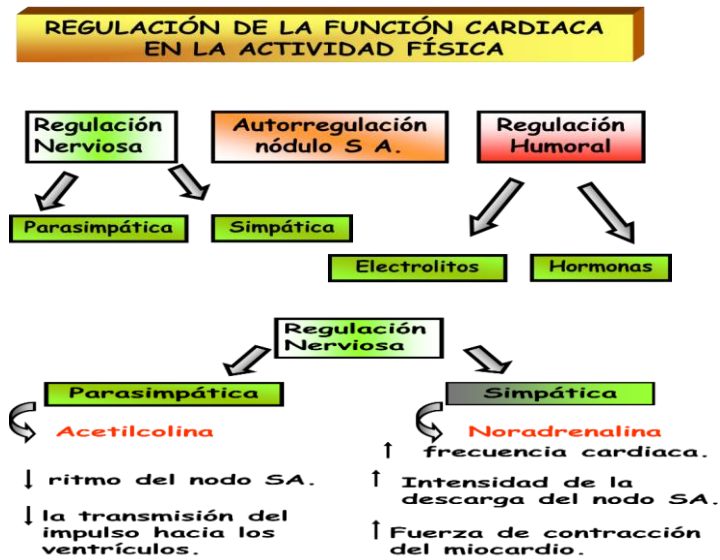 REGULACIÓN DE LA FUNCIÓN CARDIACA
EN LA ACTIVIDAD FÍSICA
Regulación
Nerviosa
Autorregulación
nódulo S A.
Regulación
Humoral
Parasimpática
Simpática
Electrolitos
Hormonas
Regulación
Nerviosa
Parasimpática
Simpática
Acetilcolina
↓ ritmo del nodo SA.
↓ la transmisión del
impulso hacia los
ventrículos.
Noradrenalina
↑ frecuencia cardiaca.
↑ Intensidad de la
descarga del nodo SA.
↑ Fuerza de contracción
del miocardio.